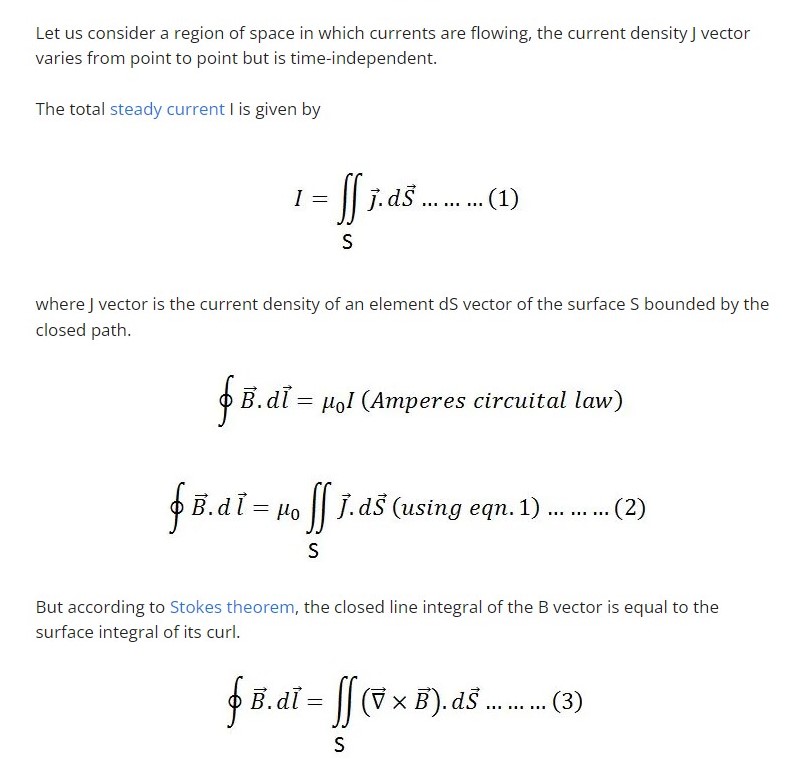 Let us consider a region of space in which currents are flowing, the current density J vector
varies from point to point but is time-independent.
The total steady current I is given by
I = ∬ j⃗. dS⃗ ... ... ... (1)
S
where J vector is the current density of an element dS vector of the surface S bounded by the
closed path.
∮ B⃗. dl⃗ = μ₀I (Amperes circuital law)
∮ B⃗. d l⃗ = μ₀ ∬ J⃗. dS⃗ (using eqn. 1) ... ... ... (2)
S
But according to Stokes theorem, the closed line integral of the B vector is equal to the
surface integral of its curl.
∮ B⃗. dl⃗ = ∬ (∇⃗ × B⃗). dS⃗ ... ... ... (3)
S